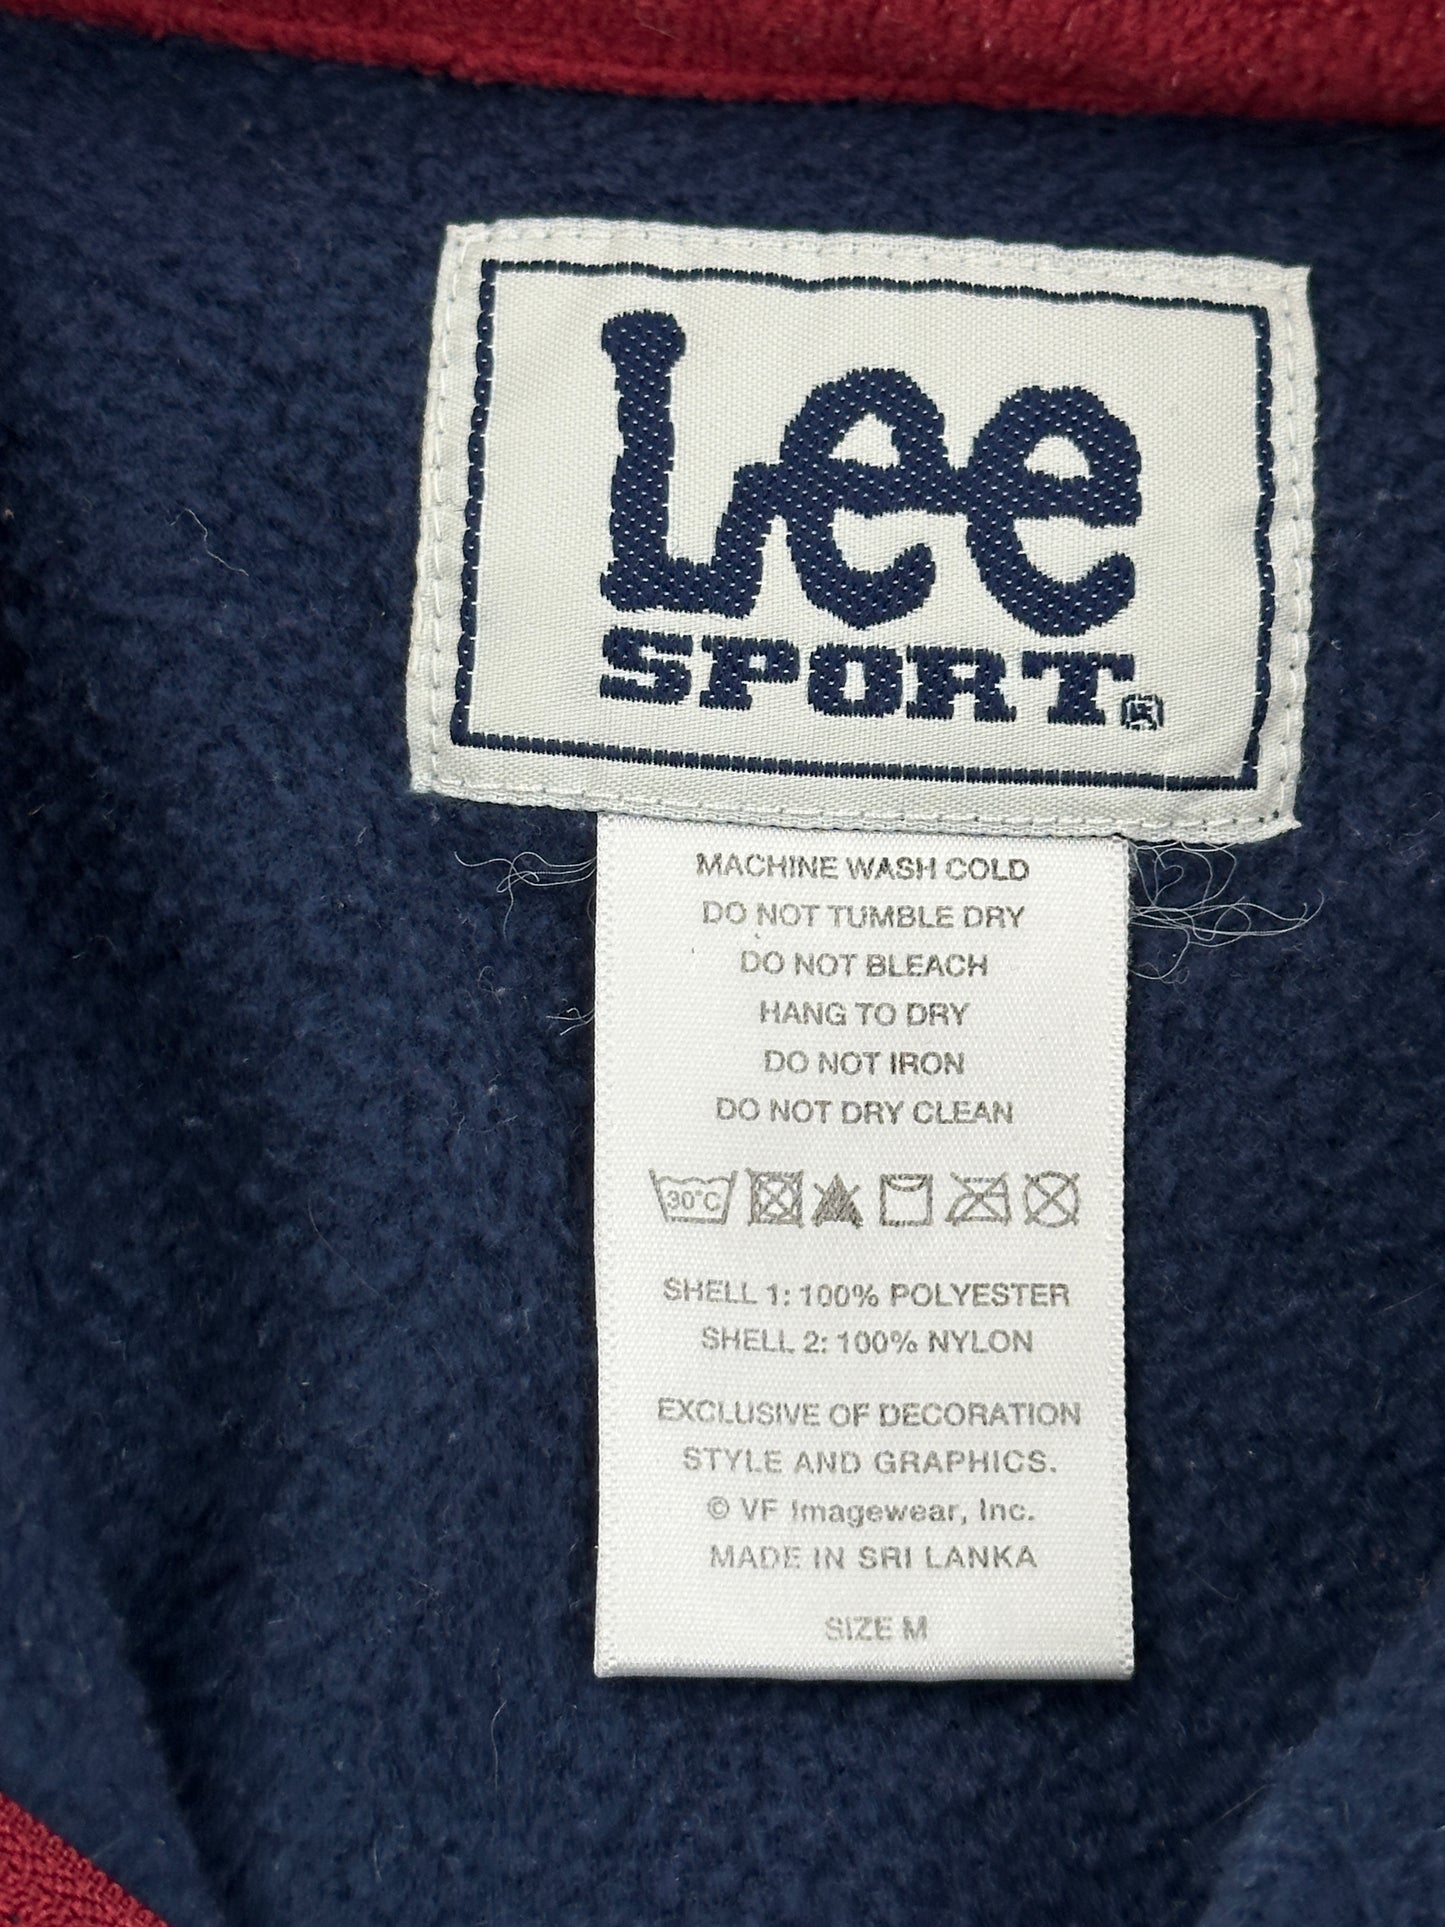 Lee
SPORT®
MACHINE WASH COLD
DO NOT TUMBLE DRY
DO NOT BLEACH
HANG TO DRY
DO NOT IRON
DO NOT DRY CLEAN
30°C
SHELL 1: 100% POLYESTER
SHELL 2: 100% NYLON
EXCLUSIVE OF DECORATION
STYLE AND GRAPHICS.
© VF Imagewear, Inc.
MADE IN SRI LANKA
SIZE M